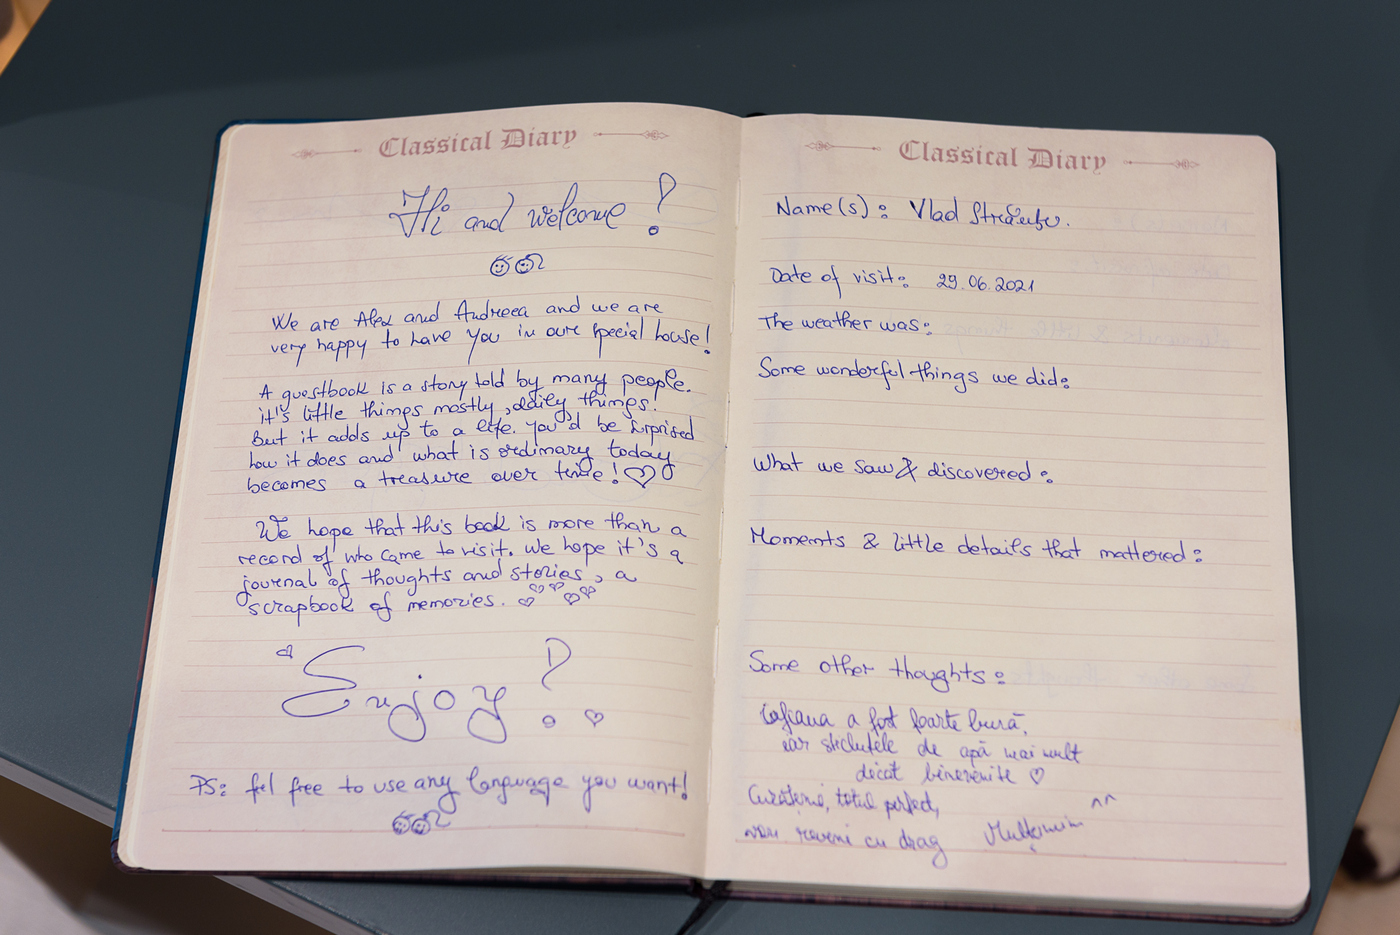 Classical Diary
Hi and welcome!
We are Alex and Andreea and we are
very happy to have you in our special house!
A guestbook is a story told by many people.
it's little things mostly, daily things.
But it adds up to a life. You'd be surprised
how it does and what is ordinary today
becomes a treasure over time!
We hope that this book is more than a
record of who came to visit. We hope it's a
journal of thoughts and stories, a
scrapbook of memories.
Enjoy!
PS: feel free to use any language you want!
Classical Diary
Name(s): Vlad
Date of visit: 29.06.2021
The weather was:
Some wonderful things we did:
What we saw & discovered:
Moments & little details that mattered:
Some other thoughts:
a fost foarte bună,
iar sticluțele de apă mai mult
decât binevenite
Curățenie, totul perfect,
vom reveni cu drag Mulțumim ^^